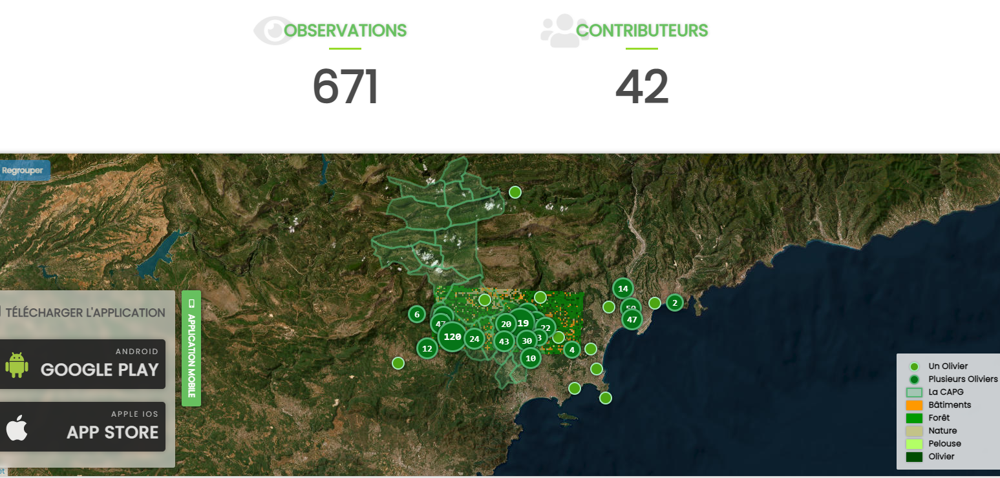 OBSERVATIONS
CONTRIBUTEURS
671
42
Regrouper
14
2
6
47
20
19
22
47
120
24
43
30
3
12
4
10
TÉLÉCHARGER L'APPLICATION
ANDROID
GOOGLE PLAY
APPLE IOS
APP STORE
APPLICATION MOBILE
Un Olivier
Plusieurs Oliviers
La CAPG
Bâtiments
Forêt
Nature
Pelouse
Olivier